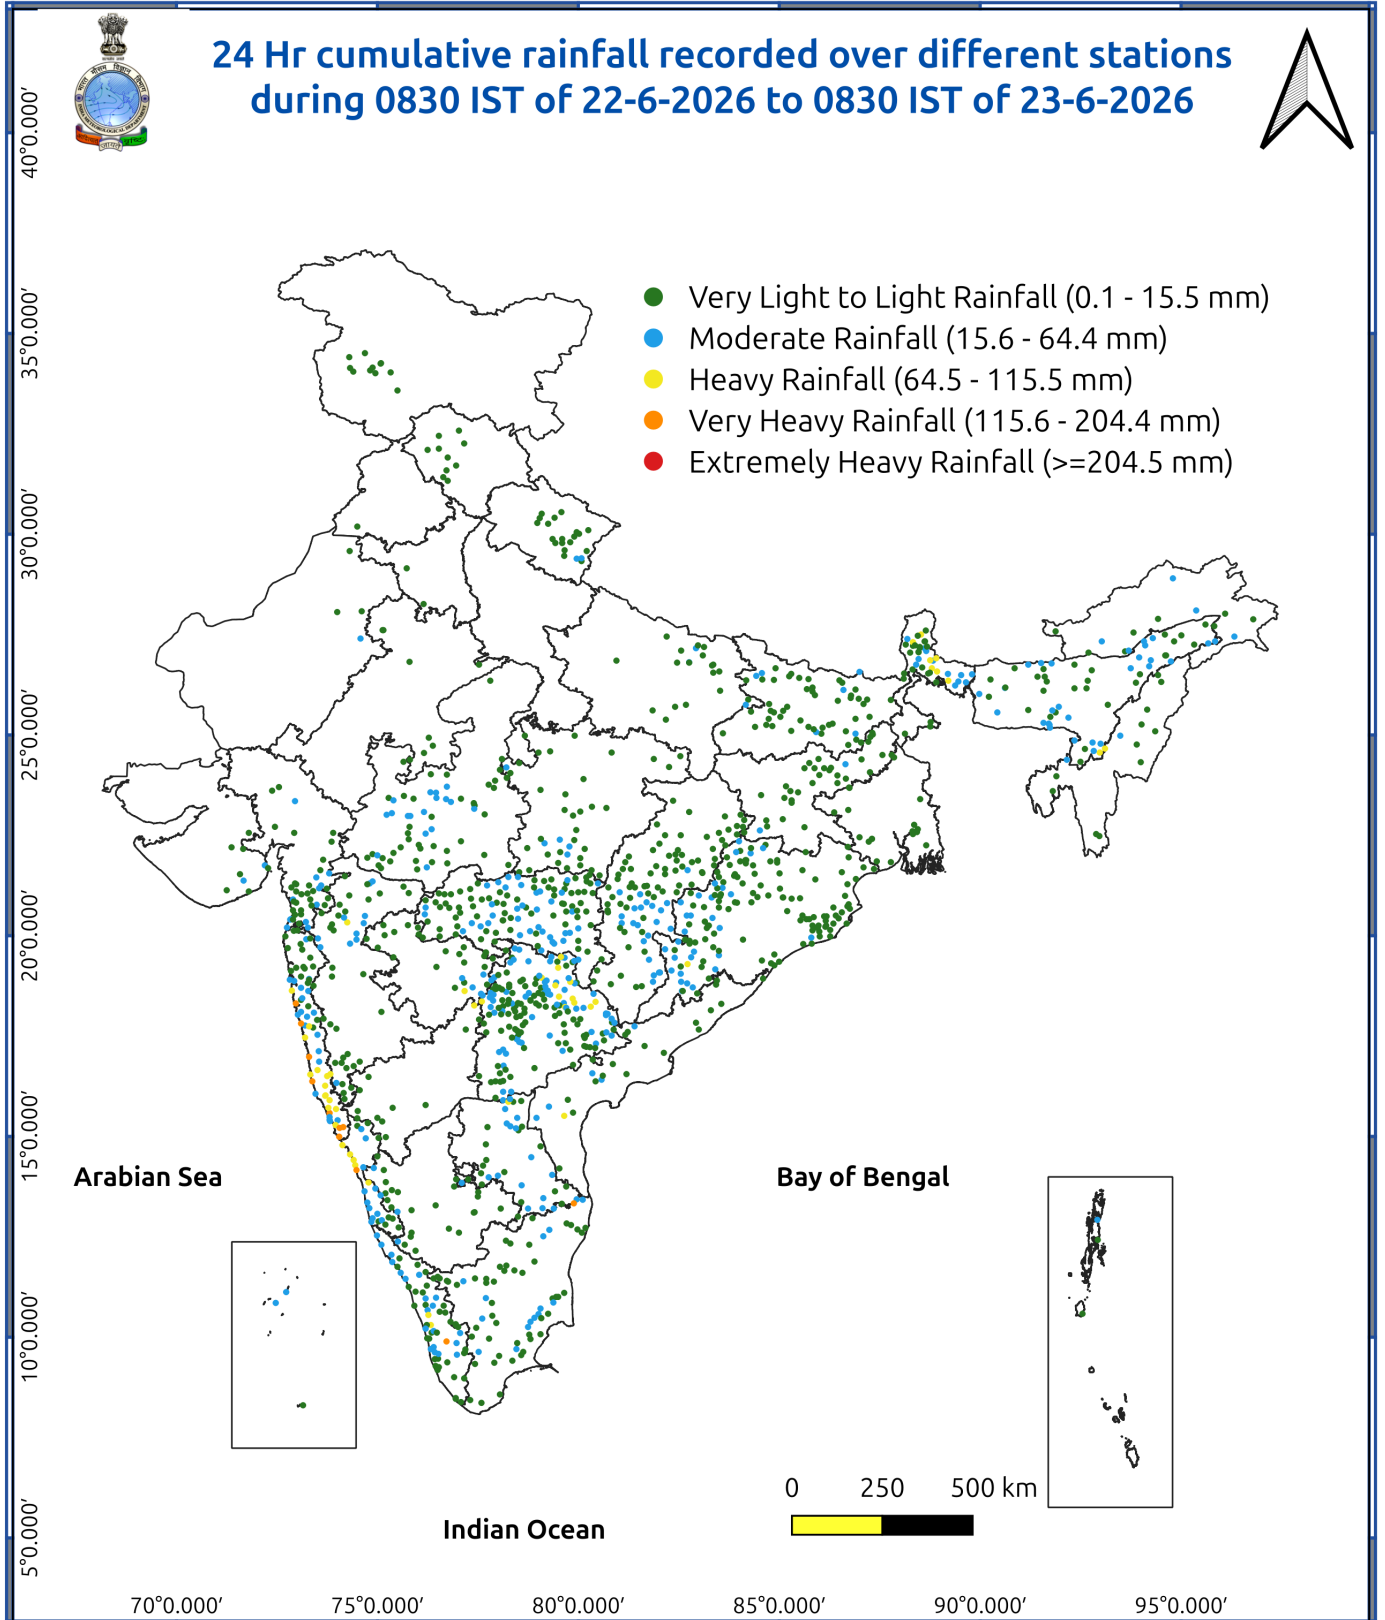 24 Hr cumulative rainfall recorded over different stations
during 0830 IST of 22-6-2026 to 0830 IST of 23-6-2026
Very Light to Light Rainfall (0.1 - 15.5 mm)
Moderate Rainfall (15.6 - 64.4 mm)
Heavy Rainfall (64.5 - 115.5 mm)
Very Heavy Rainfall (115.6 - 204.4 mm)
Extremely Heavy Rainfall (>=204.5 mm)
40°0.000′
35°0.000′
30°0.000′
25°0.000′
20°0.000′
15°0.000′
10°0.000′
5°0.000′
Arabian Sea
Bay of Bengal
Indian Ocean
0 250 500 km
70°0.000′ 75°0.000′ 80°0.000′ 85°0.000′ 90°0.000′ 95°0.000′